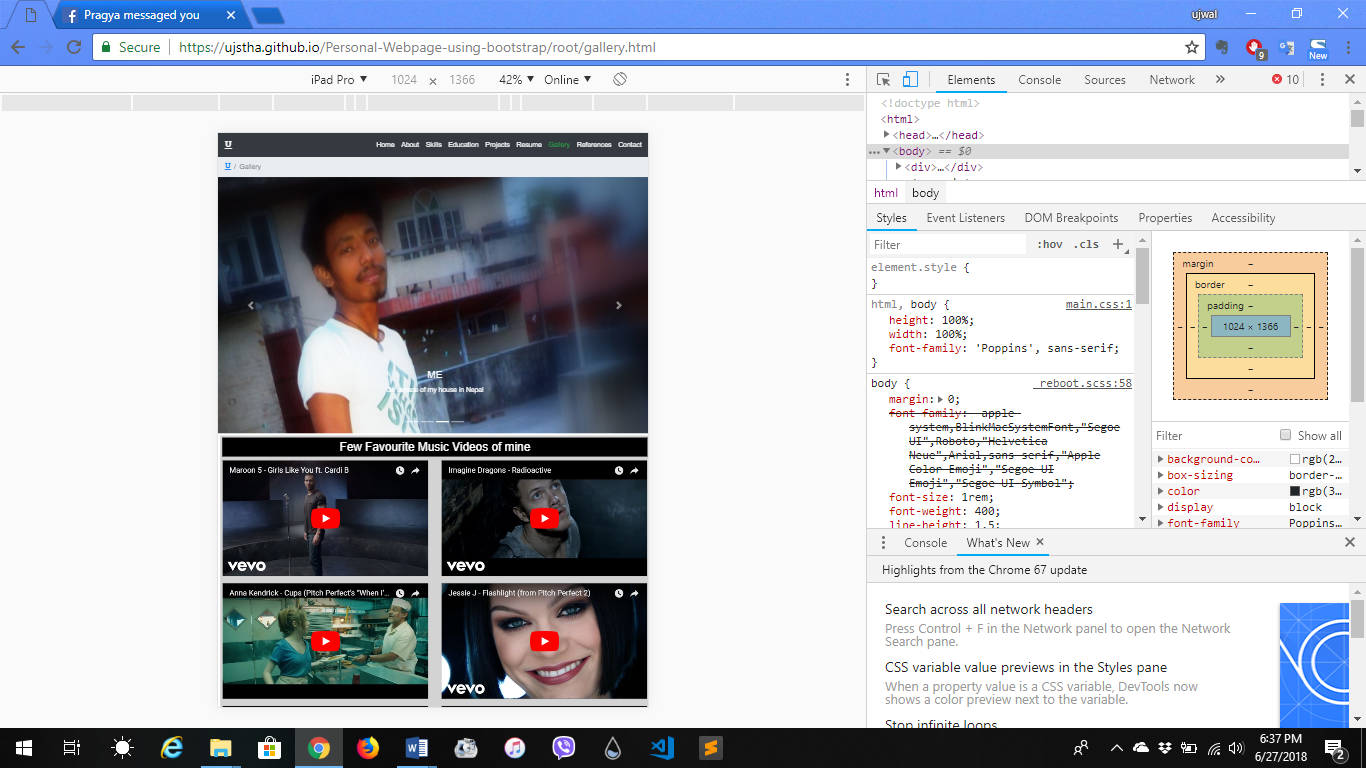 Pragya messaged you
ujwal
Secure
https://ujstha.github.io/Personal-Webpage-using-bootstrap/root/gallery.html
9
New
iPad Pro ▼ 1024 × 1366 42% ▼ Online ▼
Elements Console Sources Network » 10
<!doctype html>
<html>
<head>…</head>
… <body> == $0
<div>…</div>
html body
Styles Event Listeners DOM Breakpoints Properties Accessibility
Filter :hov .cls +
element.style {
}
html, body { main.css:1
height: 100%;
width: 100%;
font-family: 'Poppins', sans-serif;
}
body { _reboot.scss:58
margin: 0;
font-family: -apple-
system,BlinkMacSystemFont,"Segoe
UI",Roboto,"Helvetica
Neue",Arial,sans-serif,"Apple
Color Emoji","Segoe UI
Emoji","Segoe UI Symbol";
font-size: 1rem;
font-weight: 400;
line-height: 1.5;
margin –
border –
padding –
– – – 1024 × 1366 – – –
–
–
–
Filter Show all
background-co… rgb(2…
box-sizing border-…
color rgb(3…
display block
font-family Poppins…
Console What's New ×
Highlights from the Chrome 67 update
Search across all network headers
Press Control + F in the Network panel to open the Network
Search pane.
CSS variable value previews in the Styles pane
When a property value is a CSS variable, DevTools now
shows a color preview next to the variable.
Stop infinite loops
U Home About Skills Education Projects Resume Gallery References Contact
U / Gallery
ME
of my house in Nepal
Few Favourite Music Videos of mine
Maroon 5 - Girls Like You ft. Cardi B
vevo
Imagine Dragons - Radioactive
vevo
Anna Kendrick - Cups (Pitch Perfect's "When I'…
Jessie J - Flashlight (from Pitch Perfect 2)
vevo
6:37 PM
6/27/2018
2